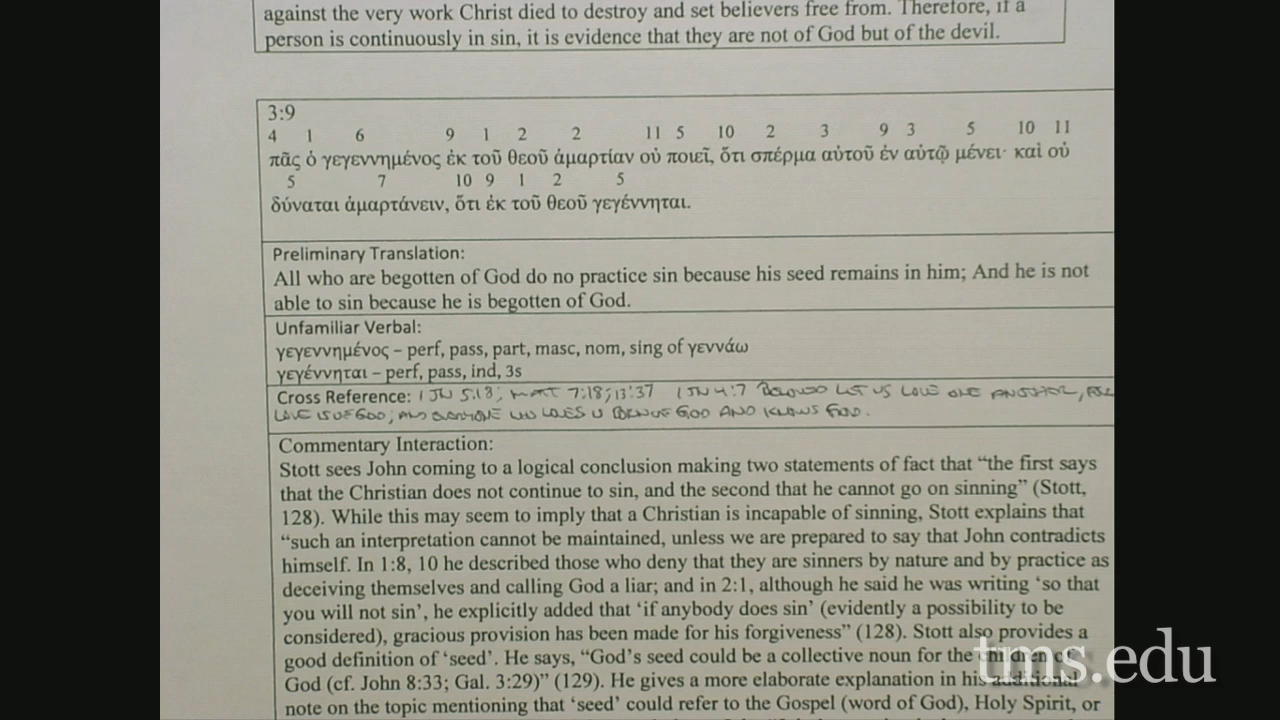 against the very work Christ died to destroy and set believers free from. Therefore, if a
person is continuously in sin, it is evidence that they are not of God but of the devil.
3:9
4 1 6 9 1 2 2 11 5 10 2 3 9 3 5 10 11
πᾶς ὁ γεγεννημένος ἐκ τοῦ θεοῦ ἁμαρτίαν οὐ ποιεῖ, ὅτι σπέρμα αὐτοῦ ἐν αὐτῷ μένει· καὶ οὐ
5 7 10 9 1 2 5
δύναται ἁμαρτάνειν, ὅτι ἐκ τοῦ θεοῦ γεγέννηται.
Preliminary Translation:
All who are begotten of God do no practice sin because his seed remains in him; And he is not
able to sin because he is begotten of God.
Unfamiliar Verbal:
γεγεννημένος – perf, pass, part, masc, nom, sing of γεννάω
γεγέννηται – perf, pass, ind, 3s
Cross Reference: 1 JN 5:18; MATT 7:18; 13:37 1 JN 4:7 BELOVED LET US LOVE ONE ANOTHER, FOR
LOVE IS OF GOD; AND EVERYONE LOVES BORN OF GOD AND KNOWS GOD.
Commentary Interaction:
Stott sees John coming to a logical conclusion making two statements of fact that “the first says
that the Christian does not continue to sin, and the second that he cannot go on sinning” (Stott,
128). While this may seem to imply that a Christian is incapable of sinning, Stott explains that
“such an interpretation cannot be maintained, unless we are prepared to say that John contradicts
himself. In 1:8, 10 he described those who deny that they are sinners by nature and by practice as
deceiving themselves and calling God a liar; and in 2:1, although he said he was writing ‘so that
you will not sin’, he explicitly added that ‘if anybody does sin’ (evidently a possibility to be
considered), gracious provision has been made for his forgiveness” (128). Stott also provides a
good definition of ‘seed’. He says, “God’s seed could be a collective noun for the children of
God (cf. John 8:33; Gal. 3:29)” (129). He gives a more elaborate explanation in his additional
note on the topic mentioning that ‘seed’ could refer to the Gospel (word of God), Holy Spirit, or
tms.edu